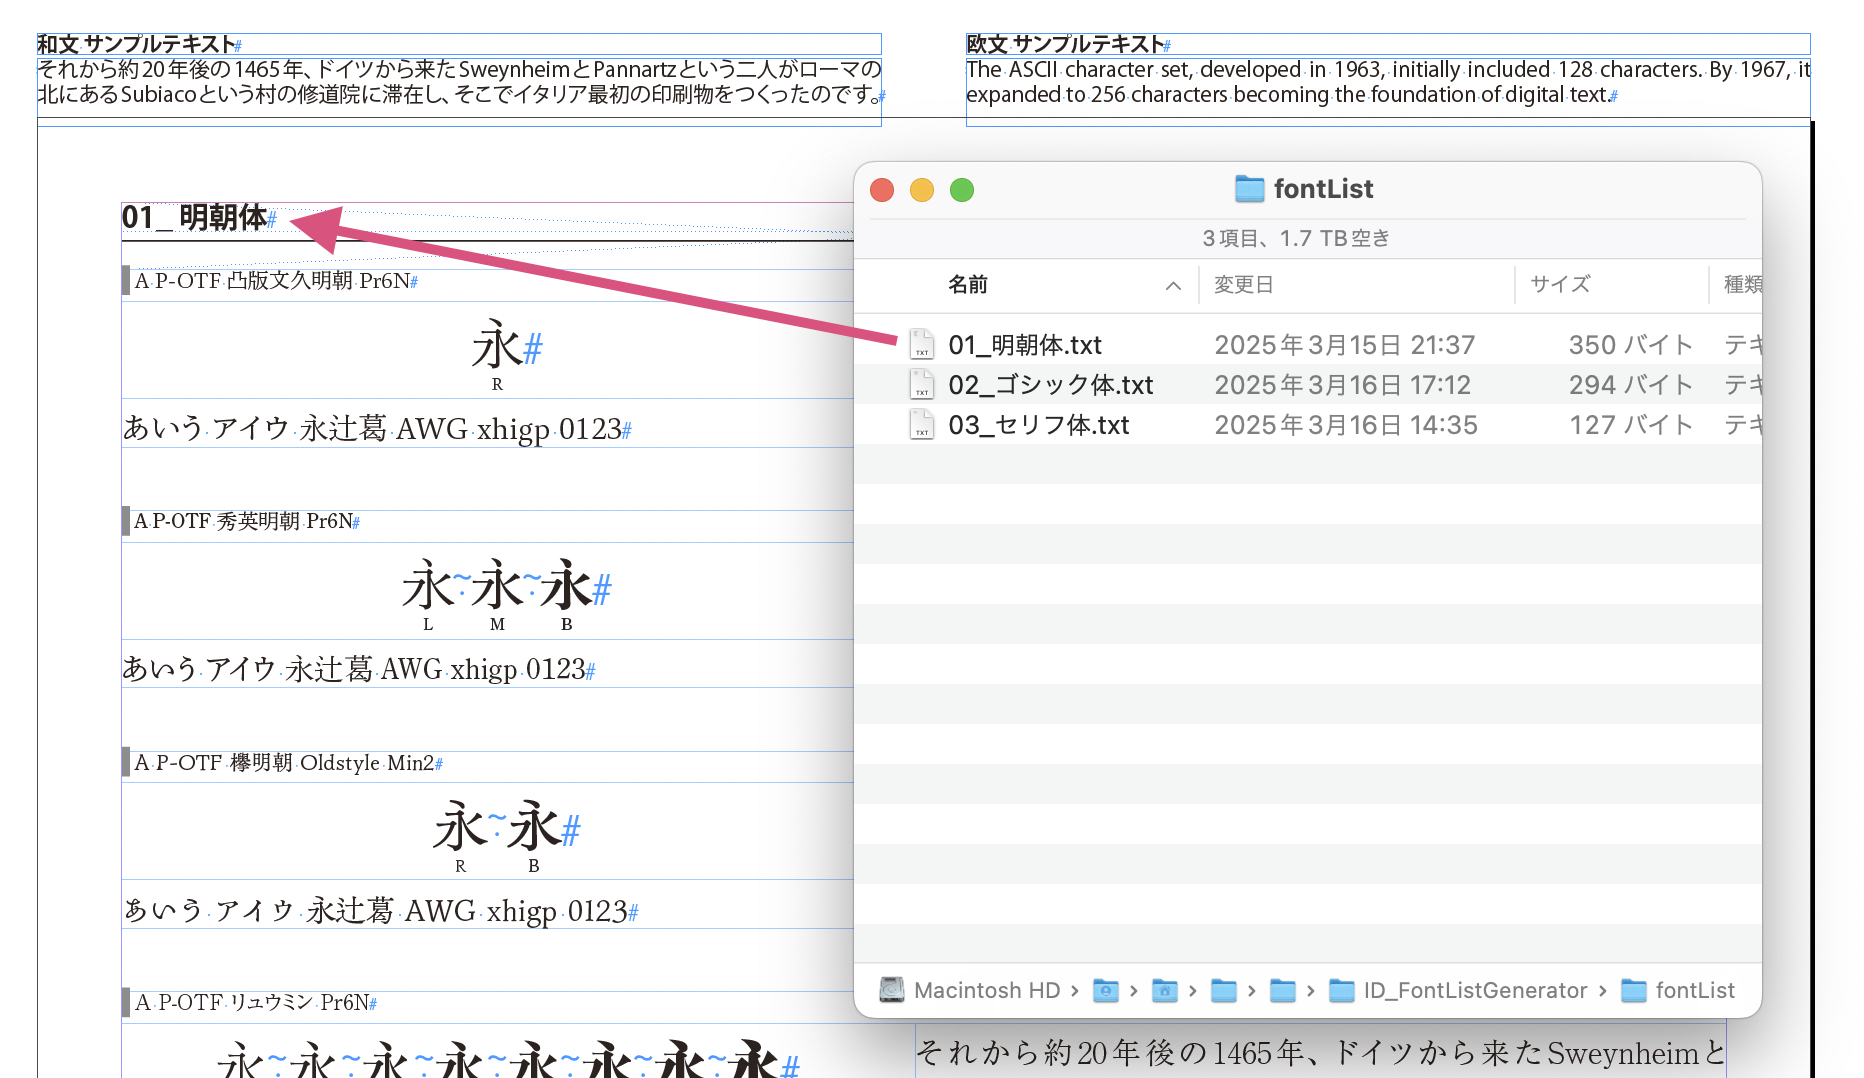 和文 サンプルテキスト#
それから約20年後の1465年、ドイツから来たSweynheimとPannartzという二人がローマの
北にあるSubiacoという村の修道院に滞在し、そこでイタリア最初の印刷物をつくったのです。#
欧文 サンプルテキスト#
The ASCII character set, developed in 1963, initially included 128 characters. By 1967, it
expanded to 256 characters becoming the foundation of digital text.#
01_ 明朝体#
A P-OTF 凸版文久明朝 Pr6N#
永#
R
あいう アイウ 永辻葛 AWG xhigp 0123#
A P-OTF 秀英明朝 Pr6N#
永~永~永#
L M B
あいう アイウ 永辻葛 AWG xhigp 0123#
A P-OTF 欅明朝 Oldstyle Min2#
永~永#
R B
あいう アイウ 永辻葛 AWG xhigp 0123#
A P-OTF リュウミン Pr6N#
永~永~永~永~永~永~永~永#
fontList
3項目、1.7 TB空き
名前 変更日 サイズ 種類
TXT 01_明朝体.txt 2025年3月15日 21:37 350 バイト テキ
TXT 02_ゴシック体.txt 2025年3月16日 17:12 294 バイト テキ
TXT 03_セリフ体.txt 2025年3月16日 14:35 127 バイト テキ
Macintosh HD › › › › › ID_FontListGenerator › fontList
それから約20年後の1465年、ドイツから来たSweynheimと